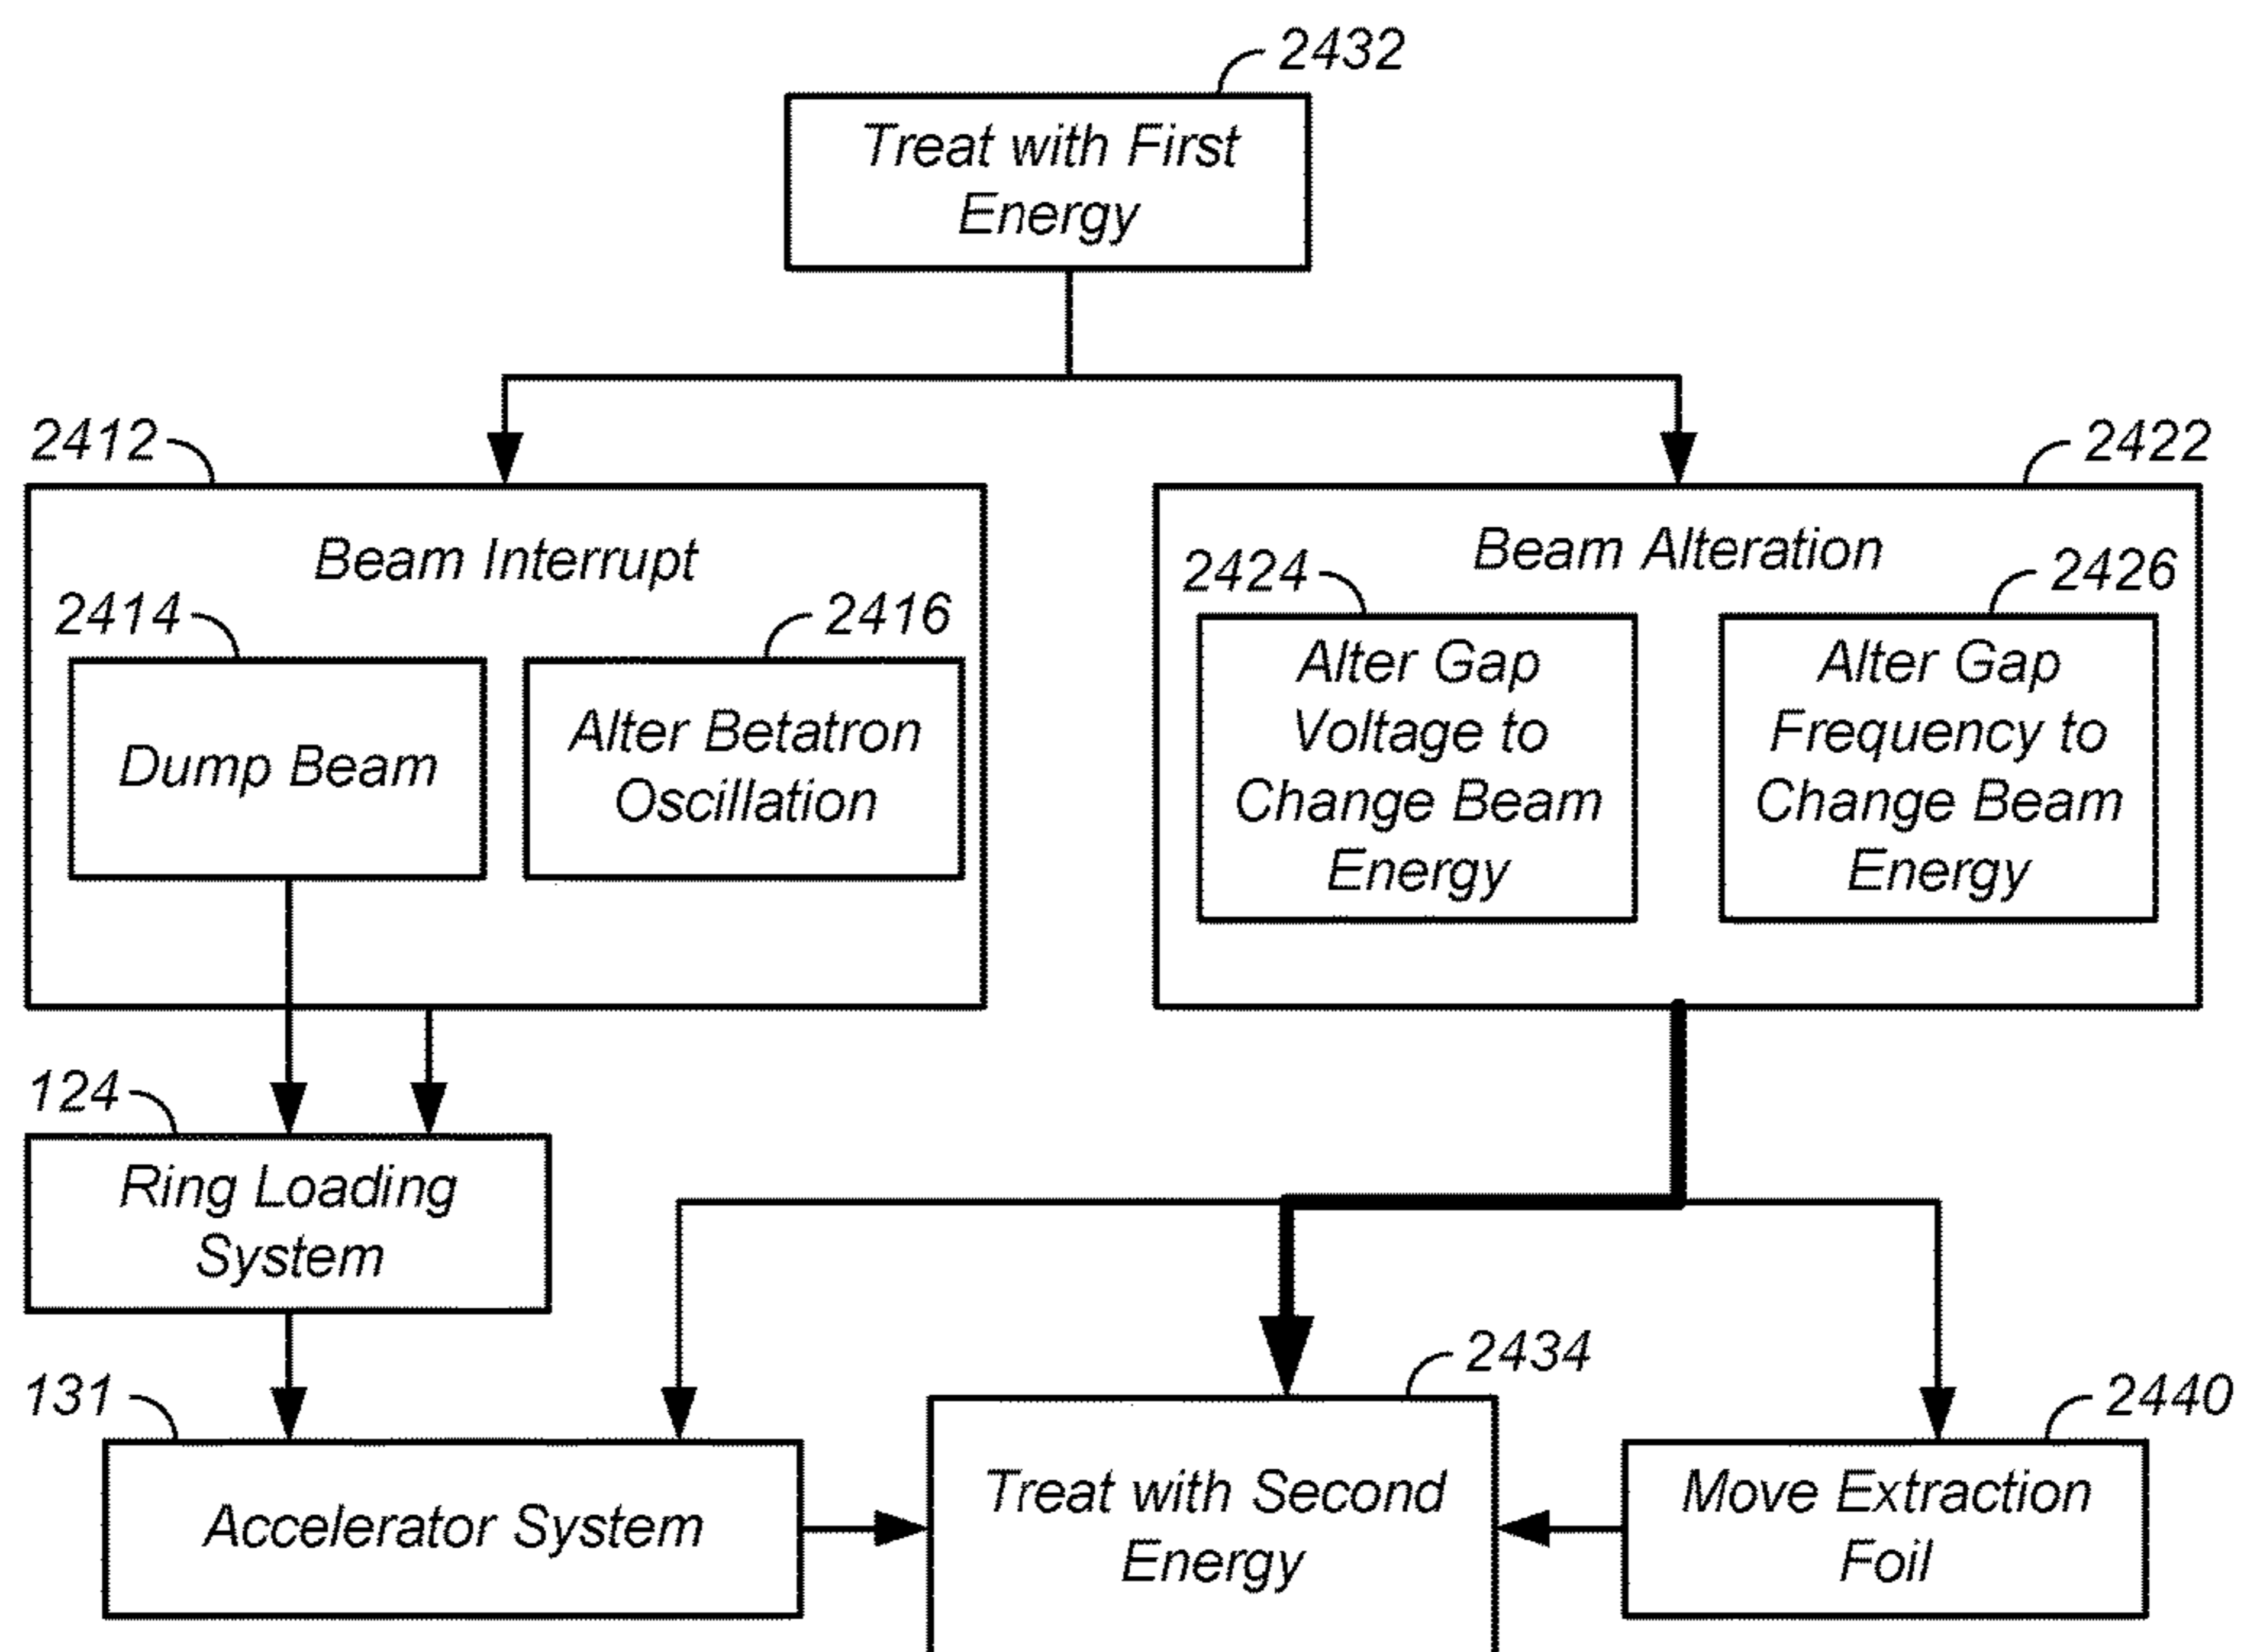 2432
Treat with First
Energy
2412
2422
Beam Interrupt
Beam Alteration
2414
2416
2424
2426
Dump Beam
Alter Betatron
Oscillation
Alter Gap
Voltage to
Change Beam
Energy
Alter Gap
Frequency to
Change Beam
Energy
124
Ring Loading
System
131
Accelerator System
2434
Treat with Second
Energy
2440
Move Extraction
Foil